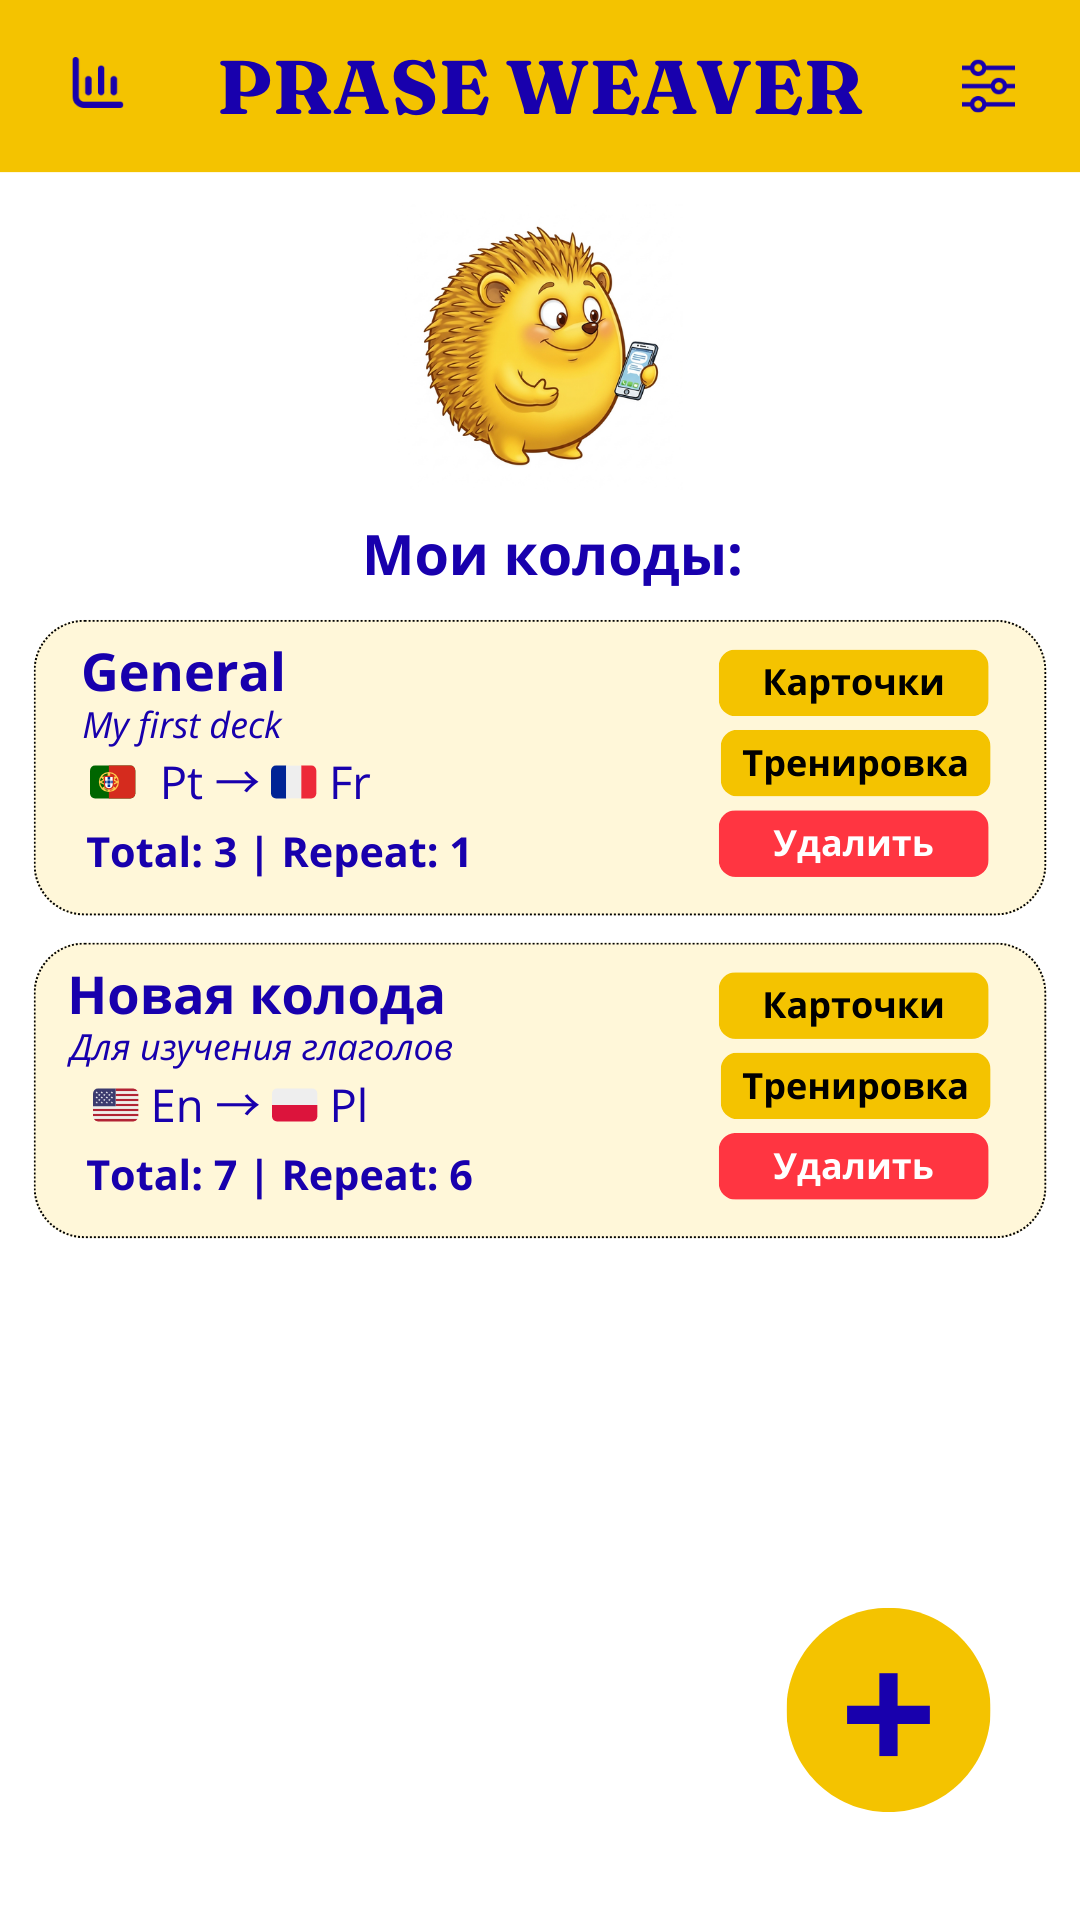 PRASE WEAVER
Мои колоды:
General
My first deck
Pt → Fr
Total: 3 | Repeat: 1
Карточки
Тренировка
Удалить
Новая колода
Для изучения глаголов
En → Pl
Total: 7 | Repeat: 6
Карточки
Тренировка
Удалить
+